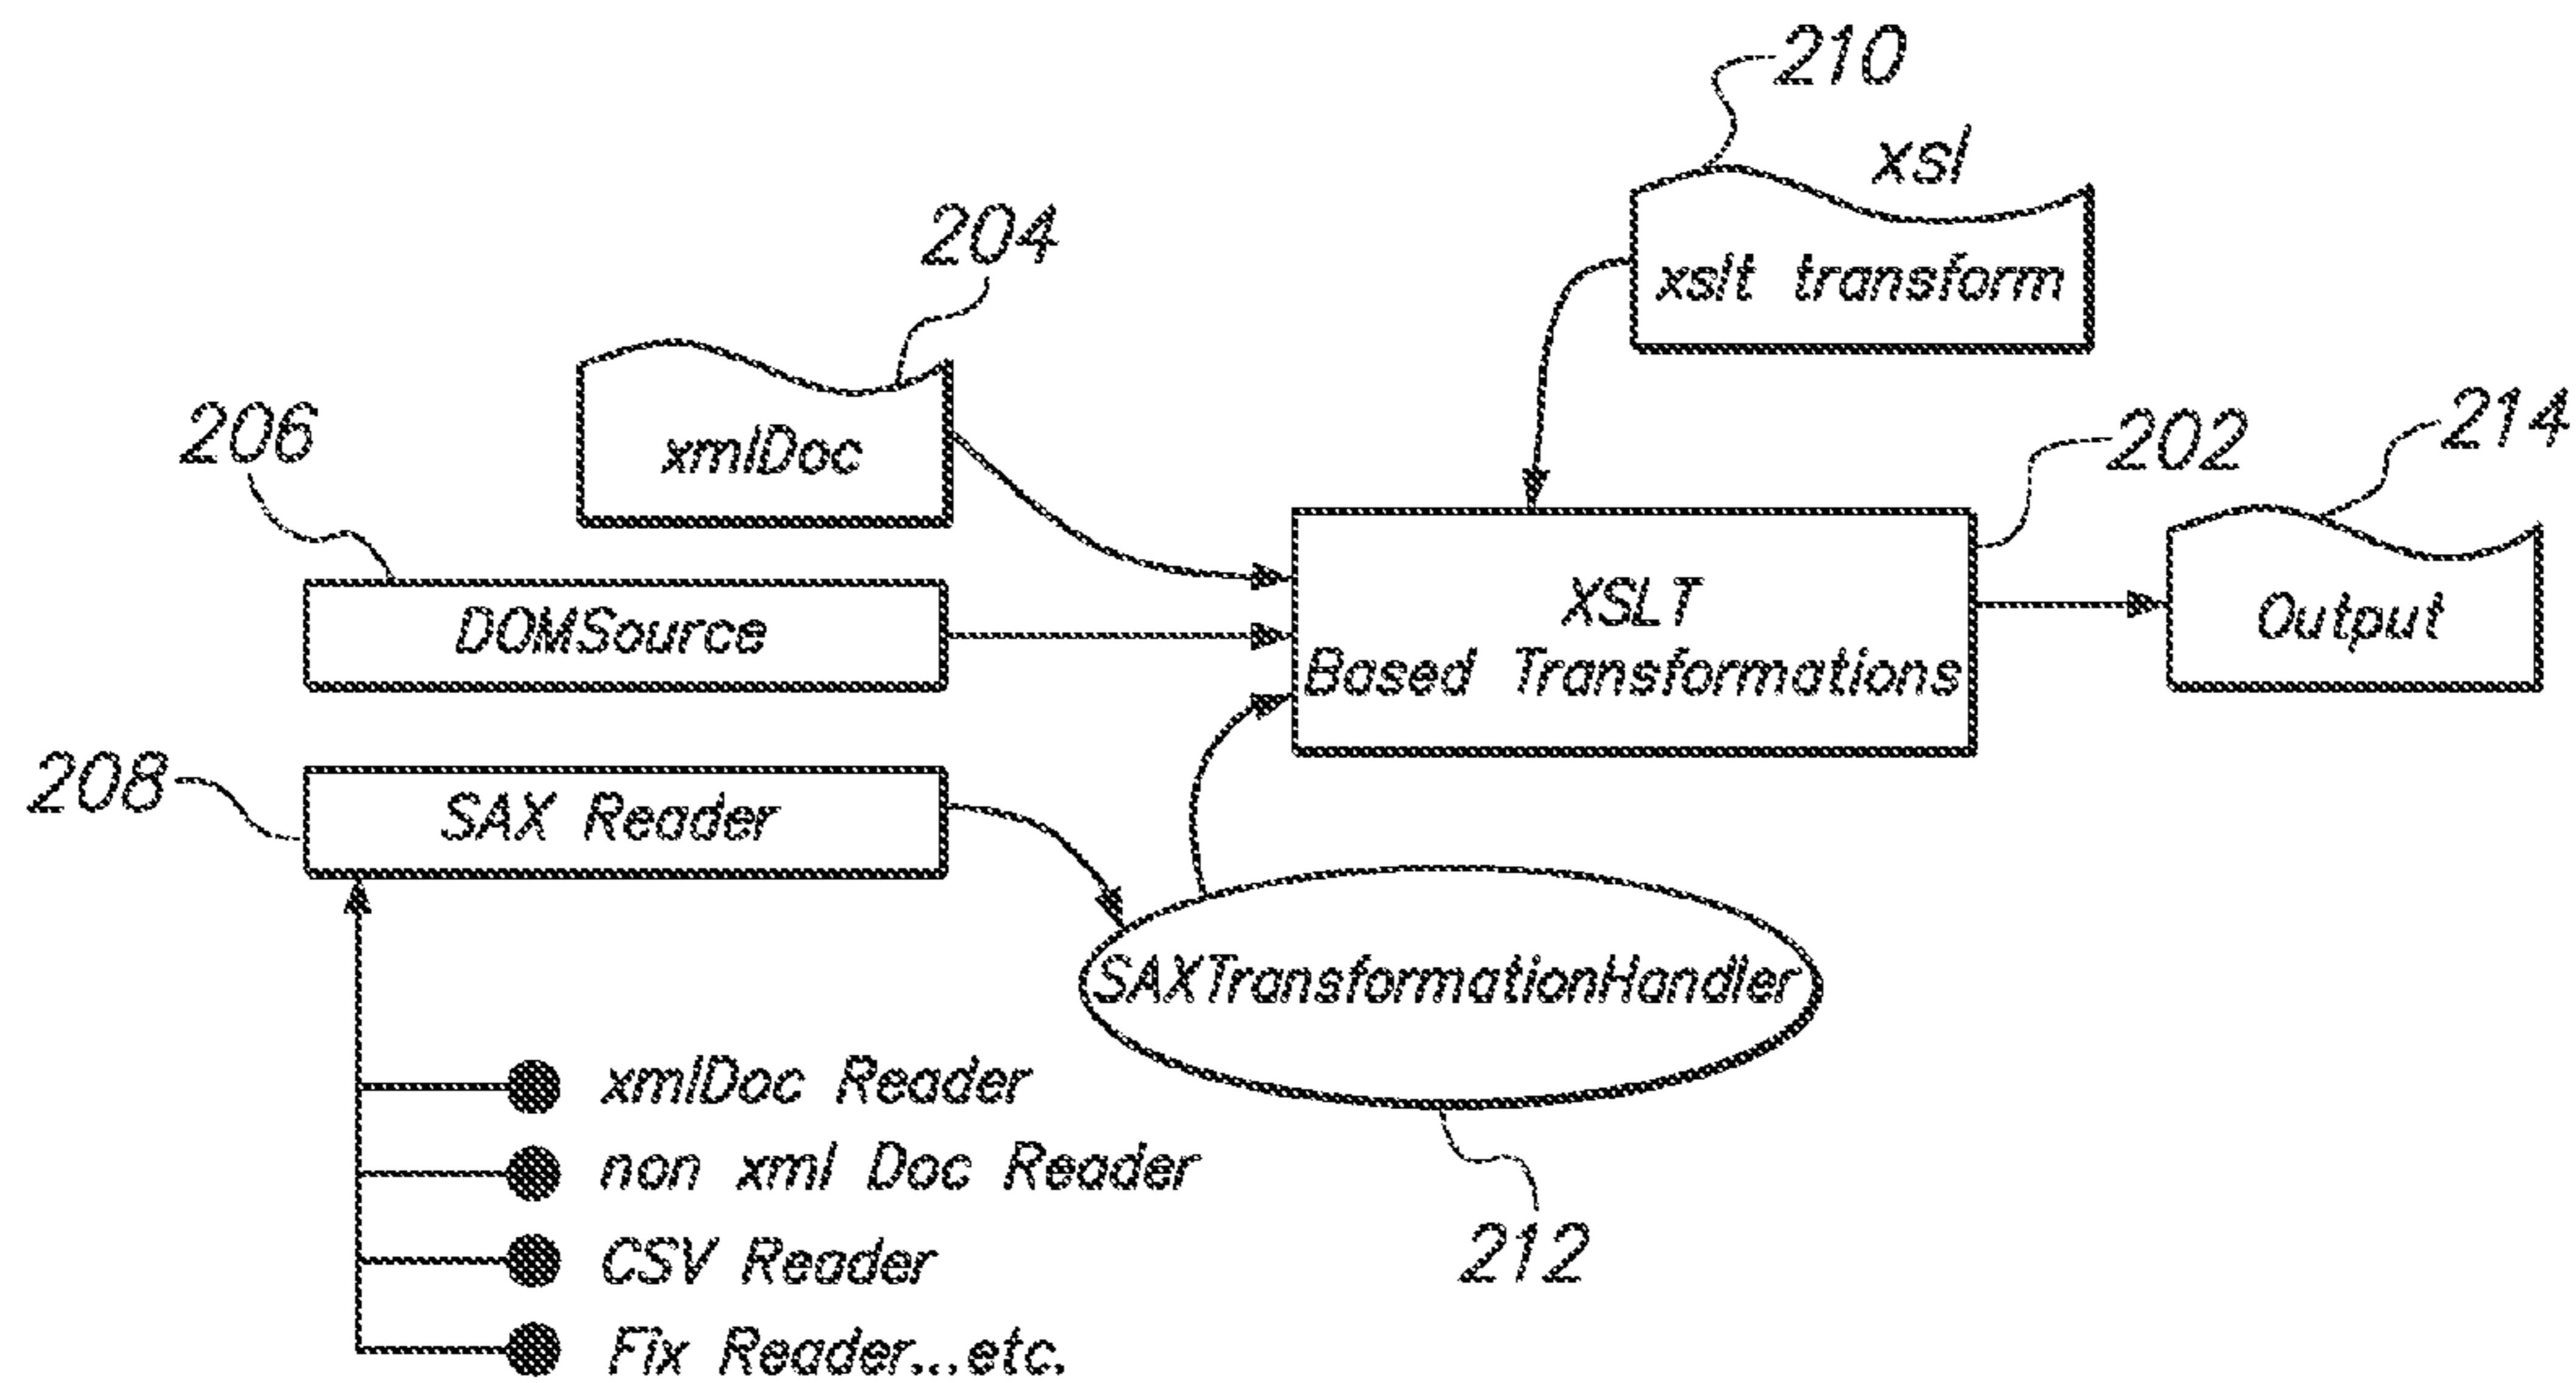 210
xsl
xslt transform
204
xmlDoc
206
DOMSource
202
214
XSLT
Based Transformations
Output
208
SAX Reader
SAXTransformationHandler
212
xmlDoc Reader
non xml Doc Reader
CSV Reader
Fix Reader...etc.